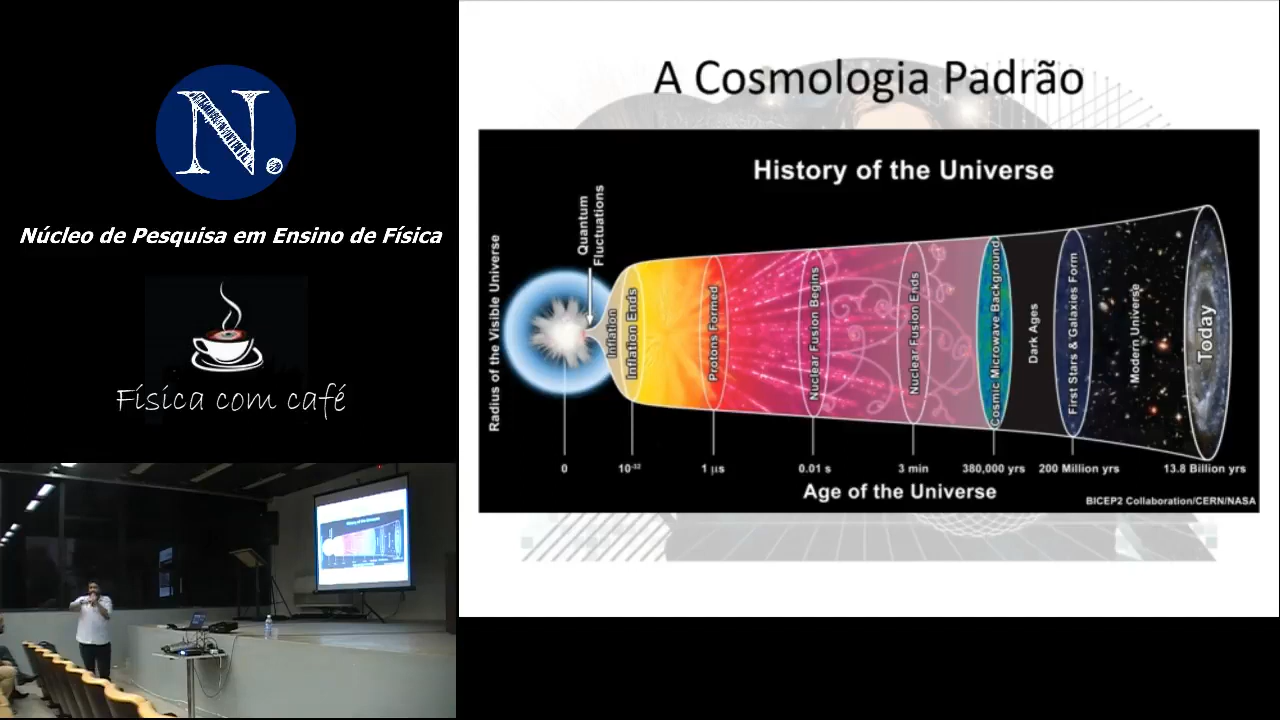 N.
Núcleo de Pesquisa em Ensino de Física
Física com café
A Cosmologia Padrão
History of the Universe
Radius of the Visible Universe
Quantum
Fluctuations
Inflation
Inflation Ends
Protons Formed
Nuclear Fusion Begins
Nuclear Fusion Ends
Cosmic Microwave Background
Dark Ages
First Stars & Galaxies Form
Modern Universe
Today
0
10⁻³²
1 µs
0.01 s
3 min
380,000 yrs
200 Million yrs
13.8 Billion yrs
Age of the Universe
BICEP2 Collaboration/CERN/NASA